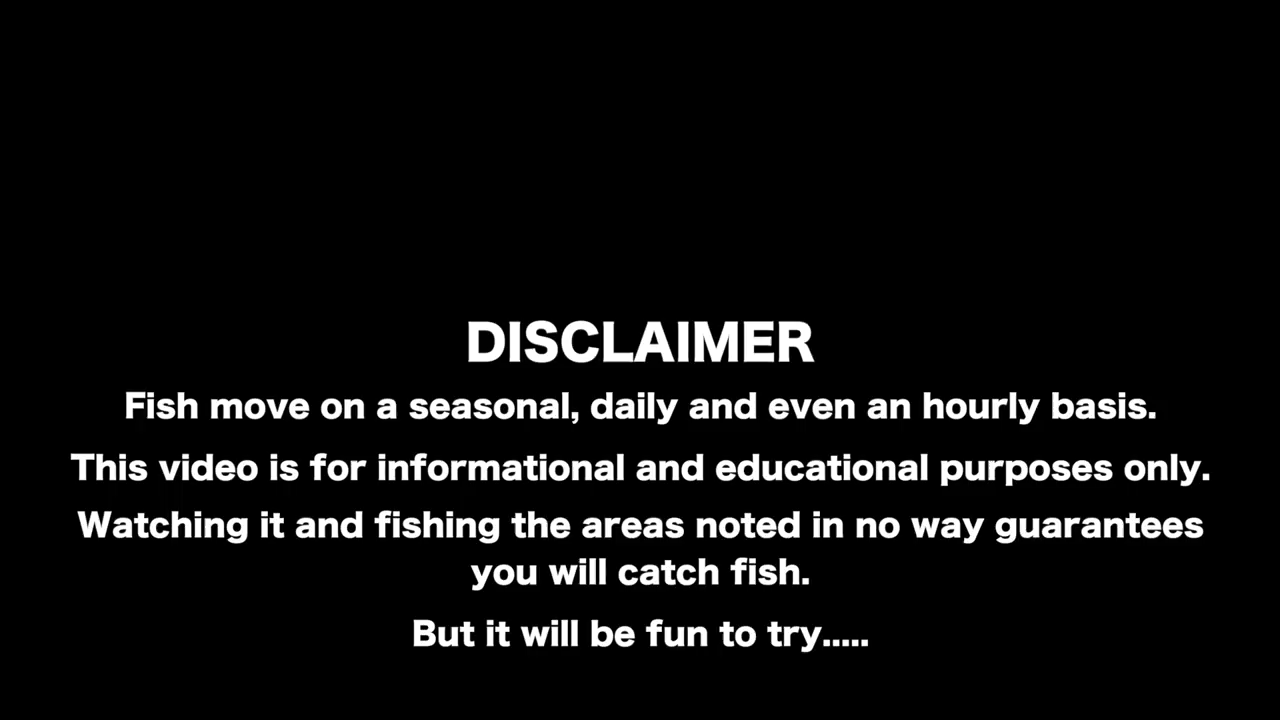 DISCLAIMER
Fish move on a seasonal, daily and even an hourly basis.
This video is for informational and educational purposes only.
Watching it and fishing the areas noted in no way guarantees
you will catch fish.
But it will be fun to try.....